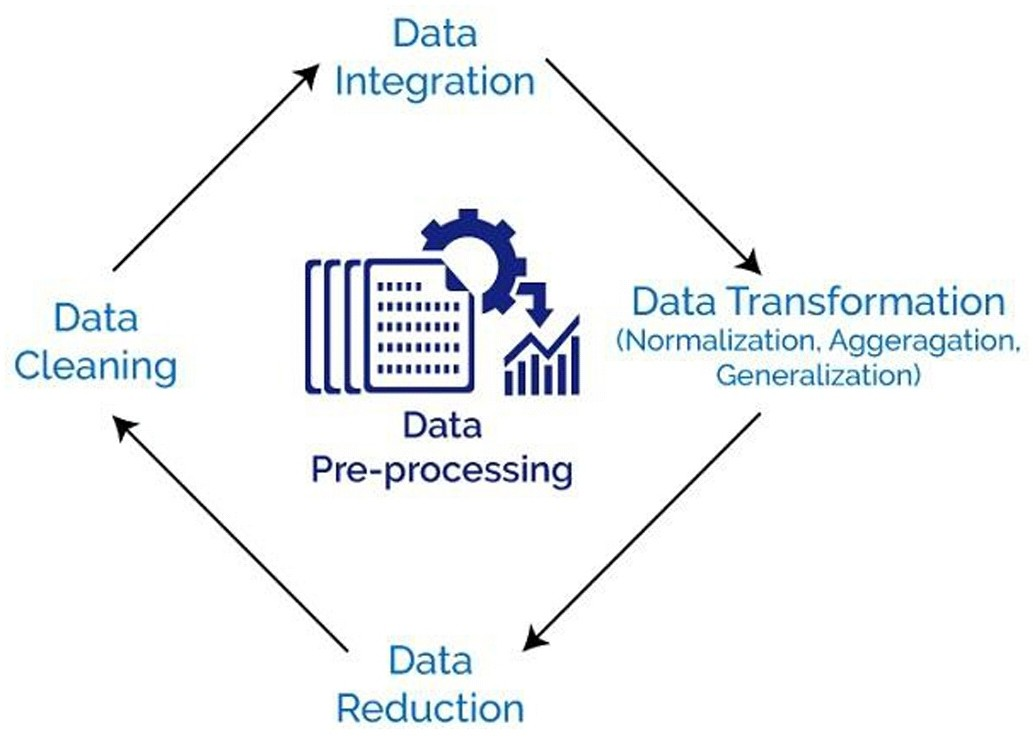 Data
Integration
Data Transformation
(Normalization, Aggeragation,
Generalization)
Data
Reduction
Data
Cleaning
Data
Pre-processing